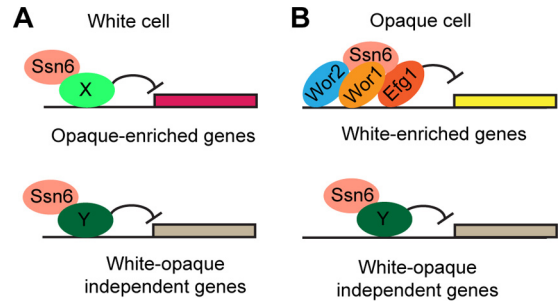 A
White cell
Ssn6
X
Opaque-enriched genes
Ssn6
Y
White-opaque
independent genes
B
Opaque cell
Ssn6
Wor2
Wor1
Efg1
White-enriched genes
Ssn6
Y
White-opaque
independent genes